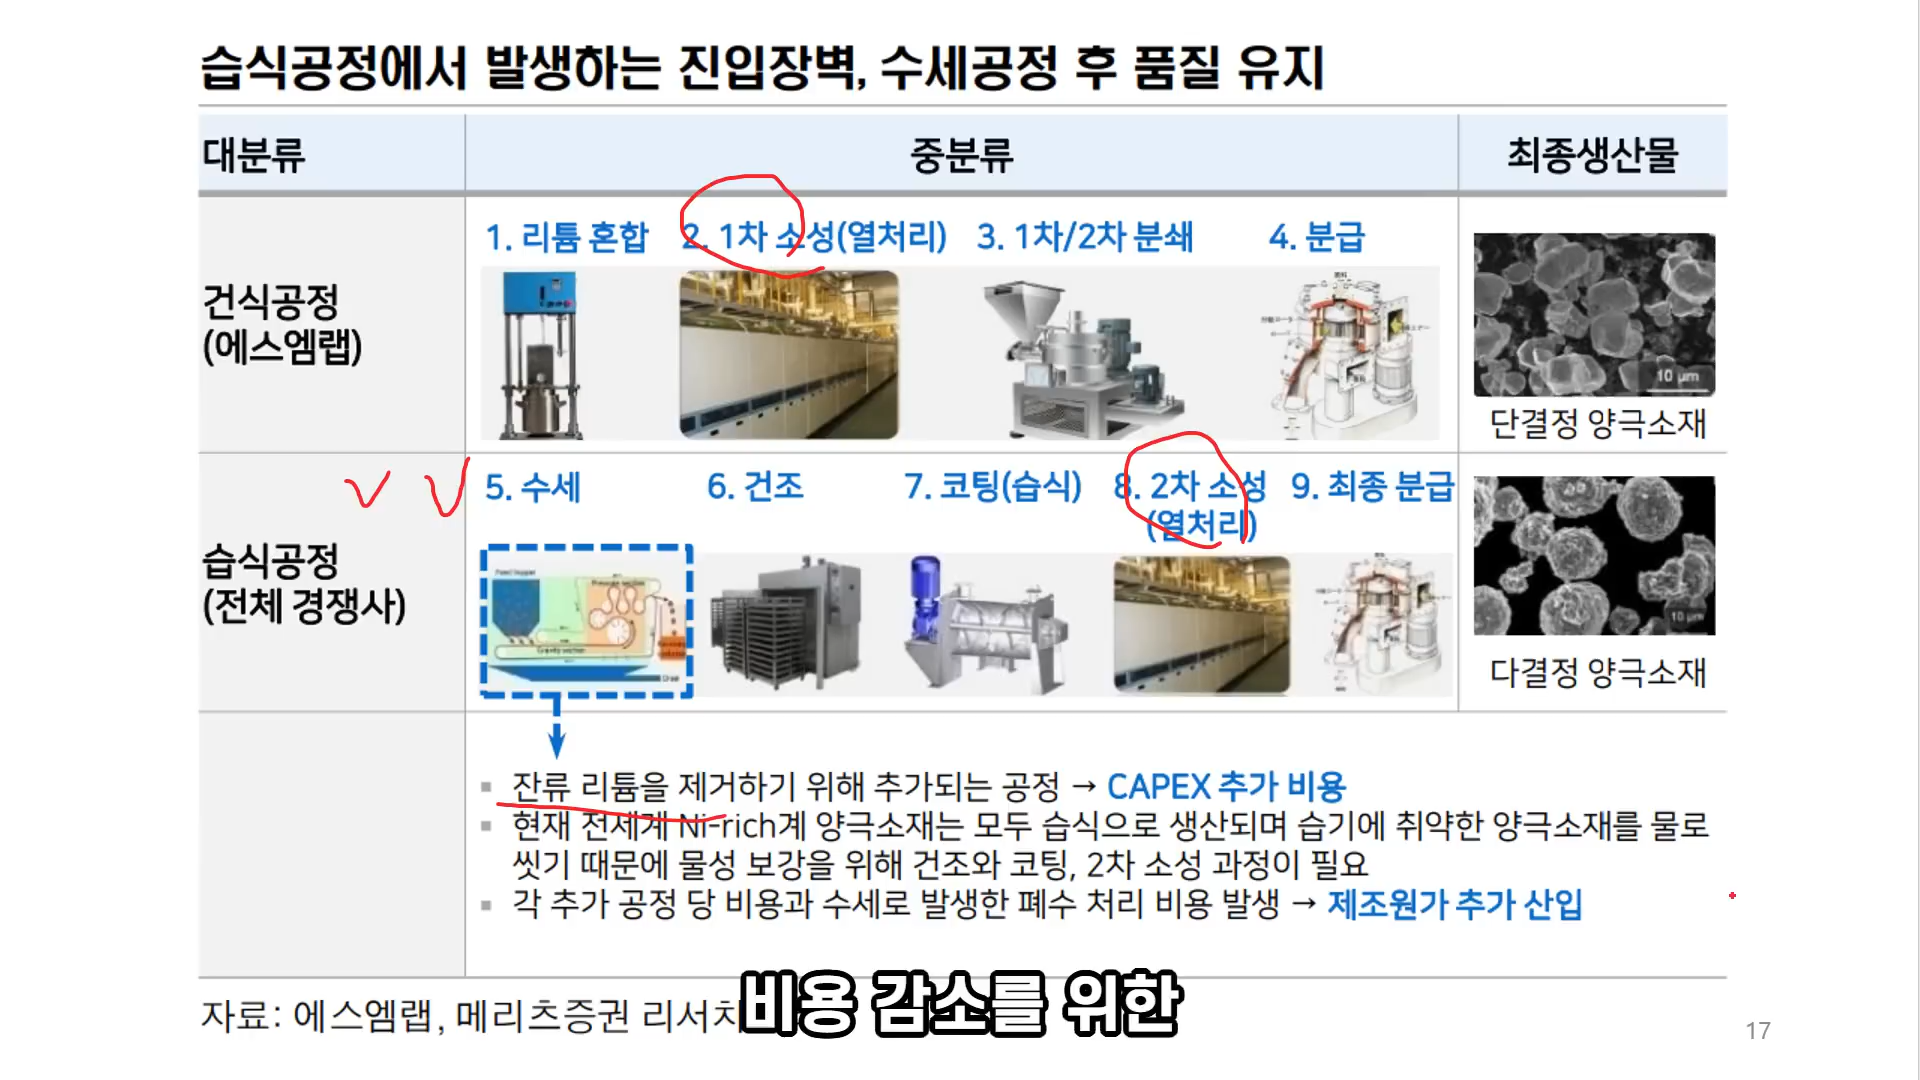 습식공정에서 발생하는 진입장벽, 수세공정 후 품질 유지
대분류
중분류
최종생산물
건식공정
(에스엠랩)
1. 리튬 혼합
2. 1차 소성(열처리)
3. 1차/2차 분쇄
4. 분급
10 μm
단결정 양극소재
습식공정
(전체 경쟁사)
5. 수세
6. 건조
7. 코팅(습식)
8. 2차 소성
(열처리)
9. 최종 분급
Gravity section
10 μm
다결정 양극소재
▪ 잔류 리튬을 제거하기 위해 추가되는 공정 → CAPEX 추가 비용
▪ 현재 전세계 Ni-rich계 양극소재는 모두 습식으로 생산되며 습기에 취약한 양극소재를 물로
씻기 때문에 물성 보강을 위해 건조와 코팅, 2차 소성 과정이 필요
▪ 각 추가 공정 당 비용과 수세로 발생한 폐수 처리 비용 발생 → 제조원가 추가 산입
자료: 에스엠랩, 메리츠증권 리서치
비용 감소를 위한
17